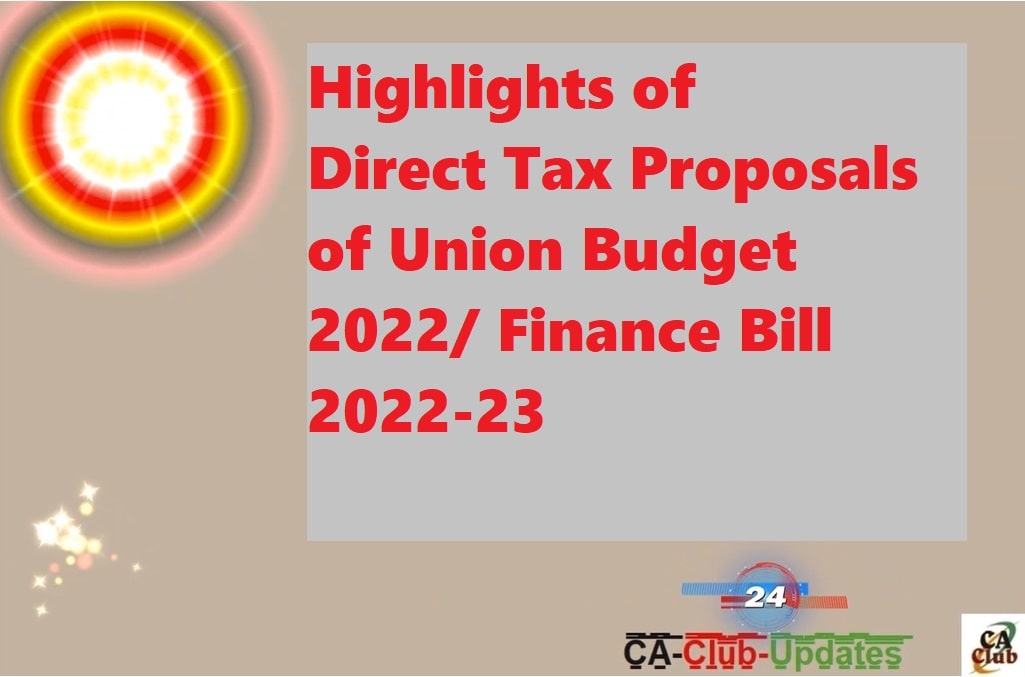 Highlights of
Direct Tax Proposals
of Union Budget
2022/ Finance Bill
2022-23
24
CA-Club-Updates
CA
Club